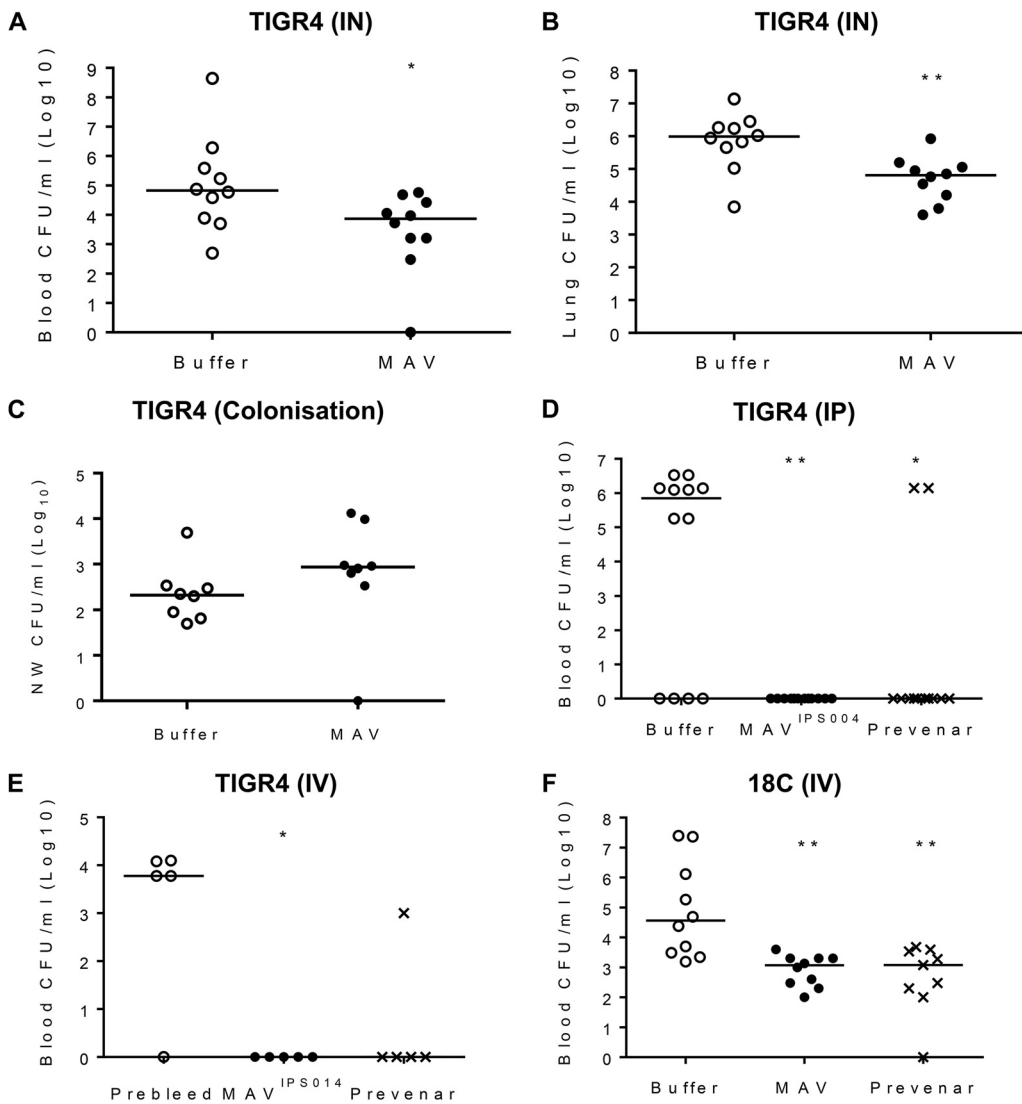 A
TIGR4 (IN)
Blood CFU/ml (Log10)
9
8
7
6
5
4
3
2
1
0
*
Buffer
MAV
B
TIGR4 (IN)
Lung CFU/ml (Log10)
8
7
6
5
4
3
2
1
0
**
Buffer
MAV
C
TIGR4 (Colonisation)
NW CFU/ml (Log10)
5
4
3
2
1
0
Buffer
MAV
D
TIGR4 (IP)
Blood CFU/ml (Log10)
7
6
5
4
3
2
1
0
**
*
Buffer
MAV IPS004
Prevenar
E
TIGR4 (IV)
Blood CFU/ml (Log10)
5
4
3
2
1
0
*
Prebleed
MAV IPS014
Prevenar
F
18C (IV)
Blood CFU/ml (Log10)
8
7
6
5
4
3
2
1
0
**
**
Buffer
MAV
Prevenar